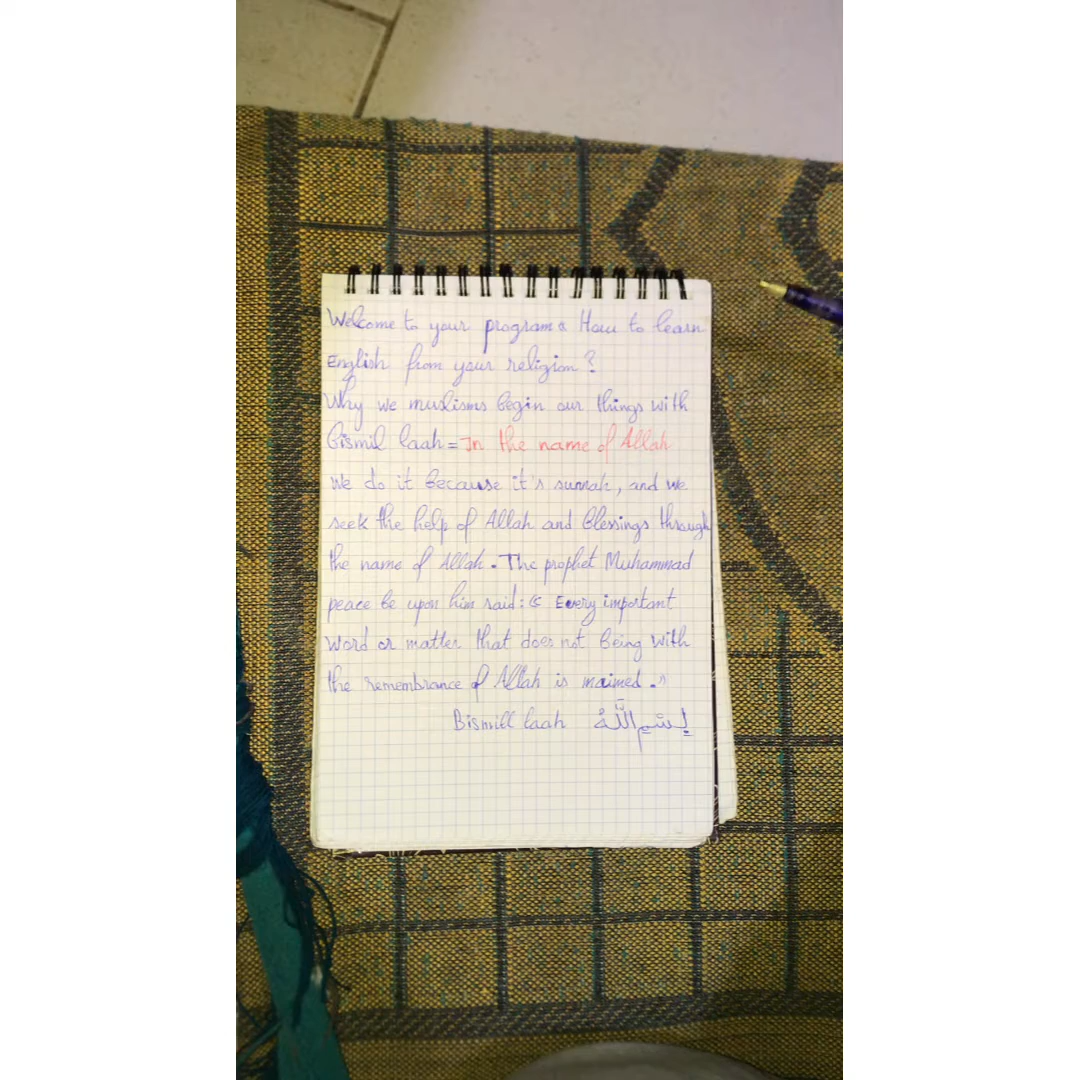 Welcome to your program « How to learn
English from your religion ?
Why we muslisms begin our things with
bismil laah = In the name of Allah
we do it because it's sunnah, and we
seek the help of Allah and blessings through
the name of Allah. The prophet Muhammad
peace be upon him said : « Every important
word or matter that does not being with
the remembrance of Allah is maimed . »
Bismill laah بِسْمِ اللَّهُ